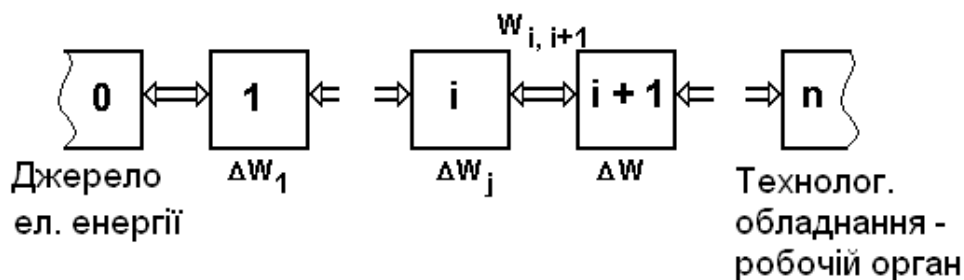 W i, i+1
0 1 i i + 1 n
ΔW1 ΔWj ΔW
Джерело
ел. енергії
Технолог.
обладнання -
робочій орган